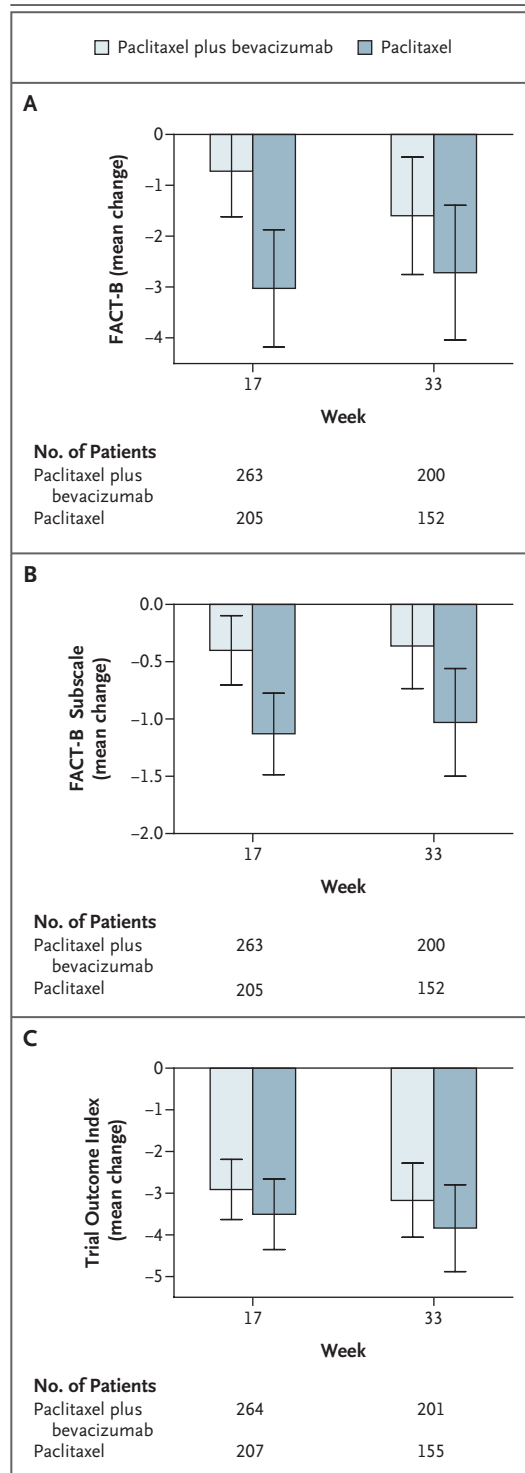 Paclitaxel plus bevacizumab Paclitaxel
A
FACT-B (mean change)
0
–1
–2
–3
–4
17 33
Week
No. of Patients
Paclitaxel plus
bevacizumab 263 200
Paclitaxel 205 152
B
FACT-B Subscale
(mean change)
0.0
–0.5
–1.0
–1.5
–2.0
17 33
Week
No. of Patients
Paclitaxel plus
bevacizumab 263 200
Paclitaxel 205 152
C
Trial Outcome Index
(mean change)
0
–1
–2
–3
–4
–5
17 33
Week
No. of Patients
Paclitaxel plus
bevacizumab 264 201
Paclitaxel 207 155